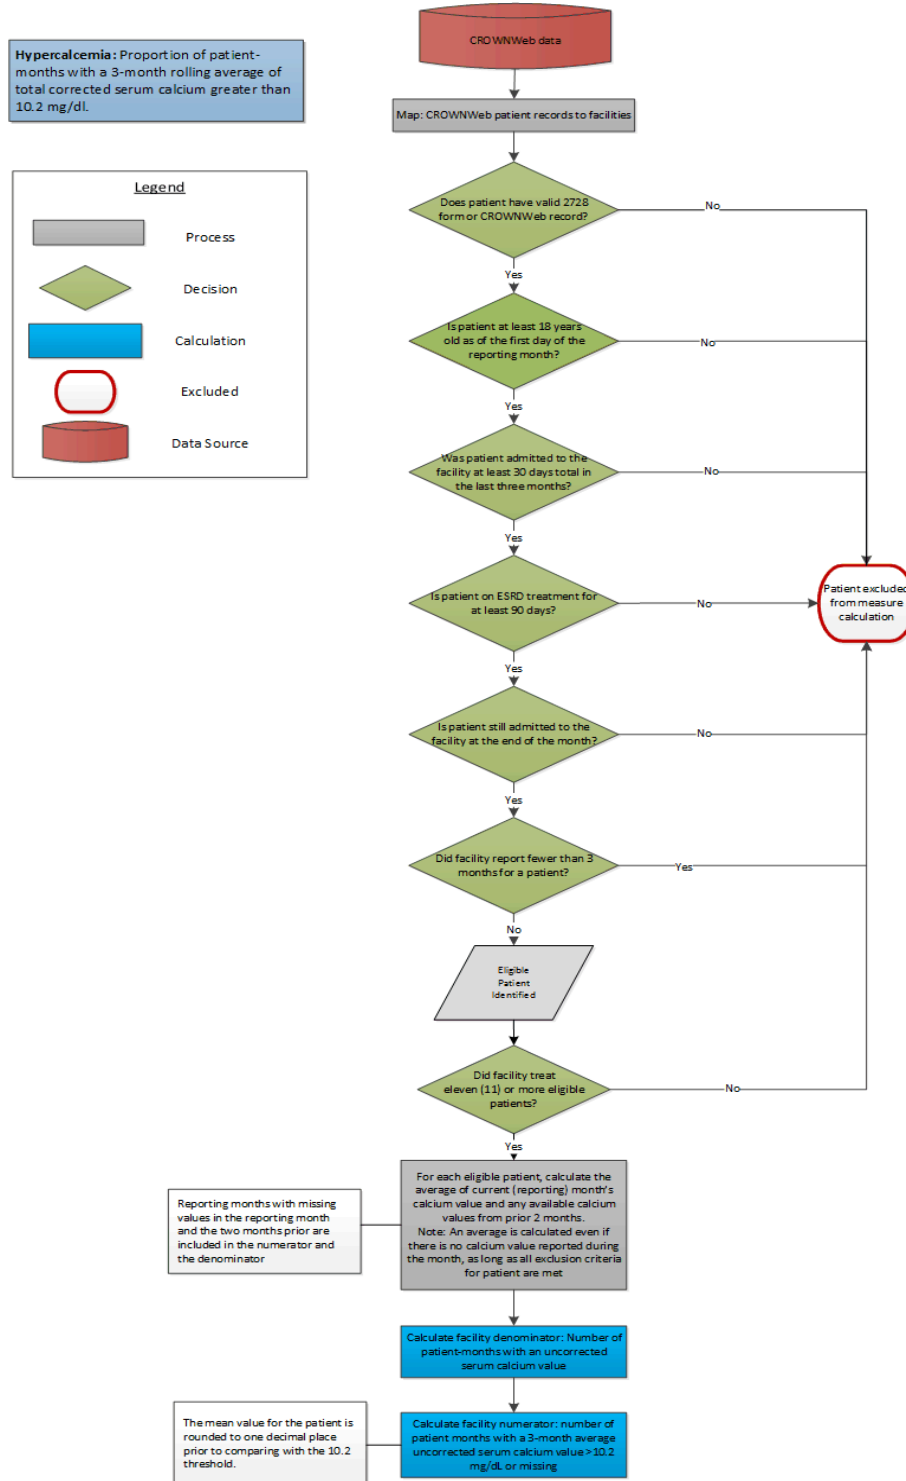 CROWNWeb data
Hypercalcemia: Proportion of patient-
months with a 3-month rolling average of
total corrected serum calcium greater than
10.2 mg/dl.
Map: CROWNWeb patient records to facilities
Legend
Process
Decision
Calculation
Excluded
Data Source
Does patient have valid 2728
form or CROWNWeb record?
No
Yes
Is patient at least 18 years
old as of the first day of the
reporting month?
No
Yes
Was patient admitted to the
facility at least 30 days total in
the last three months?
No
Yes
Is patient on ESRD treatment for
at least 90 days?
No
Patient excluded
from measure
calculation
Yes
Is patient still admitted to the
facility at the end of the month?
No
Yes
Did facility report fewer than 3
months for a patient?
Yes
No
Eligible
Patient
Identified
Did facility treat
eleven (11) or more eligible
patients?
No
Yes
For each eligible patient, calculate the
average of current (reporting) month's
calcium value and any available calcium
values from prior 2 months.
Note: An average is calculated even if
there is no calcium value reported during
the month, as long as all exclusion criteria
for patient are met
Reporting months with missing
values in the reporting month
and the two months prior are
included in the numerator and
the denominator
Calculate facility denominator: Number of
patient-months with an uncorrected
serum calcium value
Calculate facility numerator: number of
patient months with a 3-month average
uncorrected serum calcium value >10.2
mg/dL or missing
The mean value for the patient is
rounded to one decimal place
prior to comparing with the 10.2
threshold.